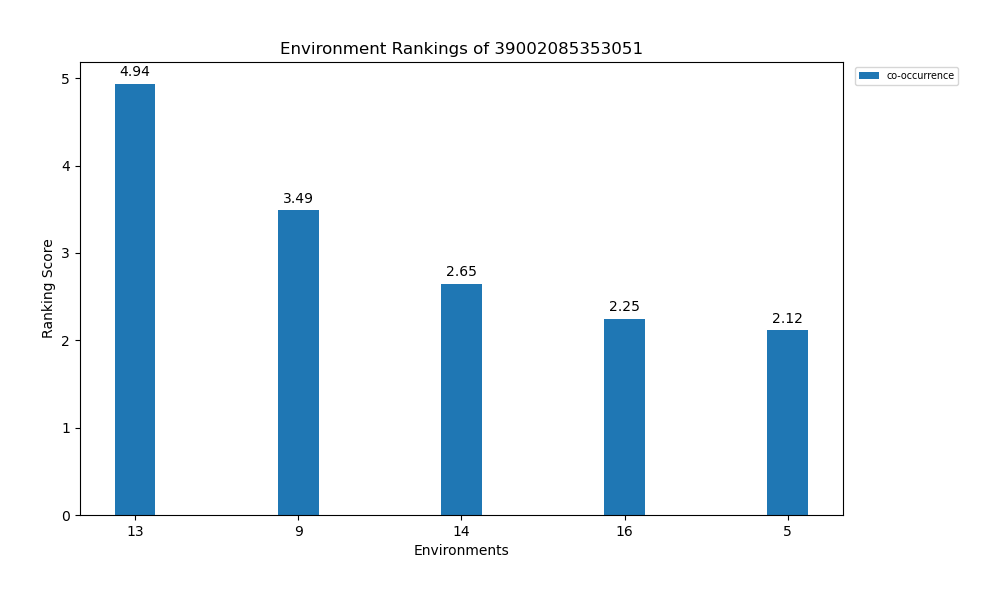 Environment Rankings of 39002085353051
co-occurrence
Ranking Score
5
4
3
2
1
0
4.94
3.49
2.65
2.25
2.12
13 9 14 16 5
Environments